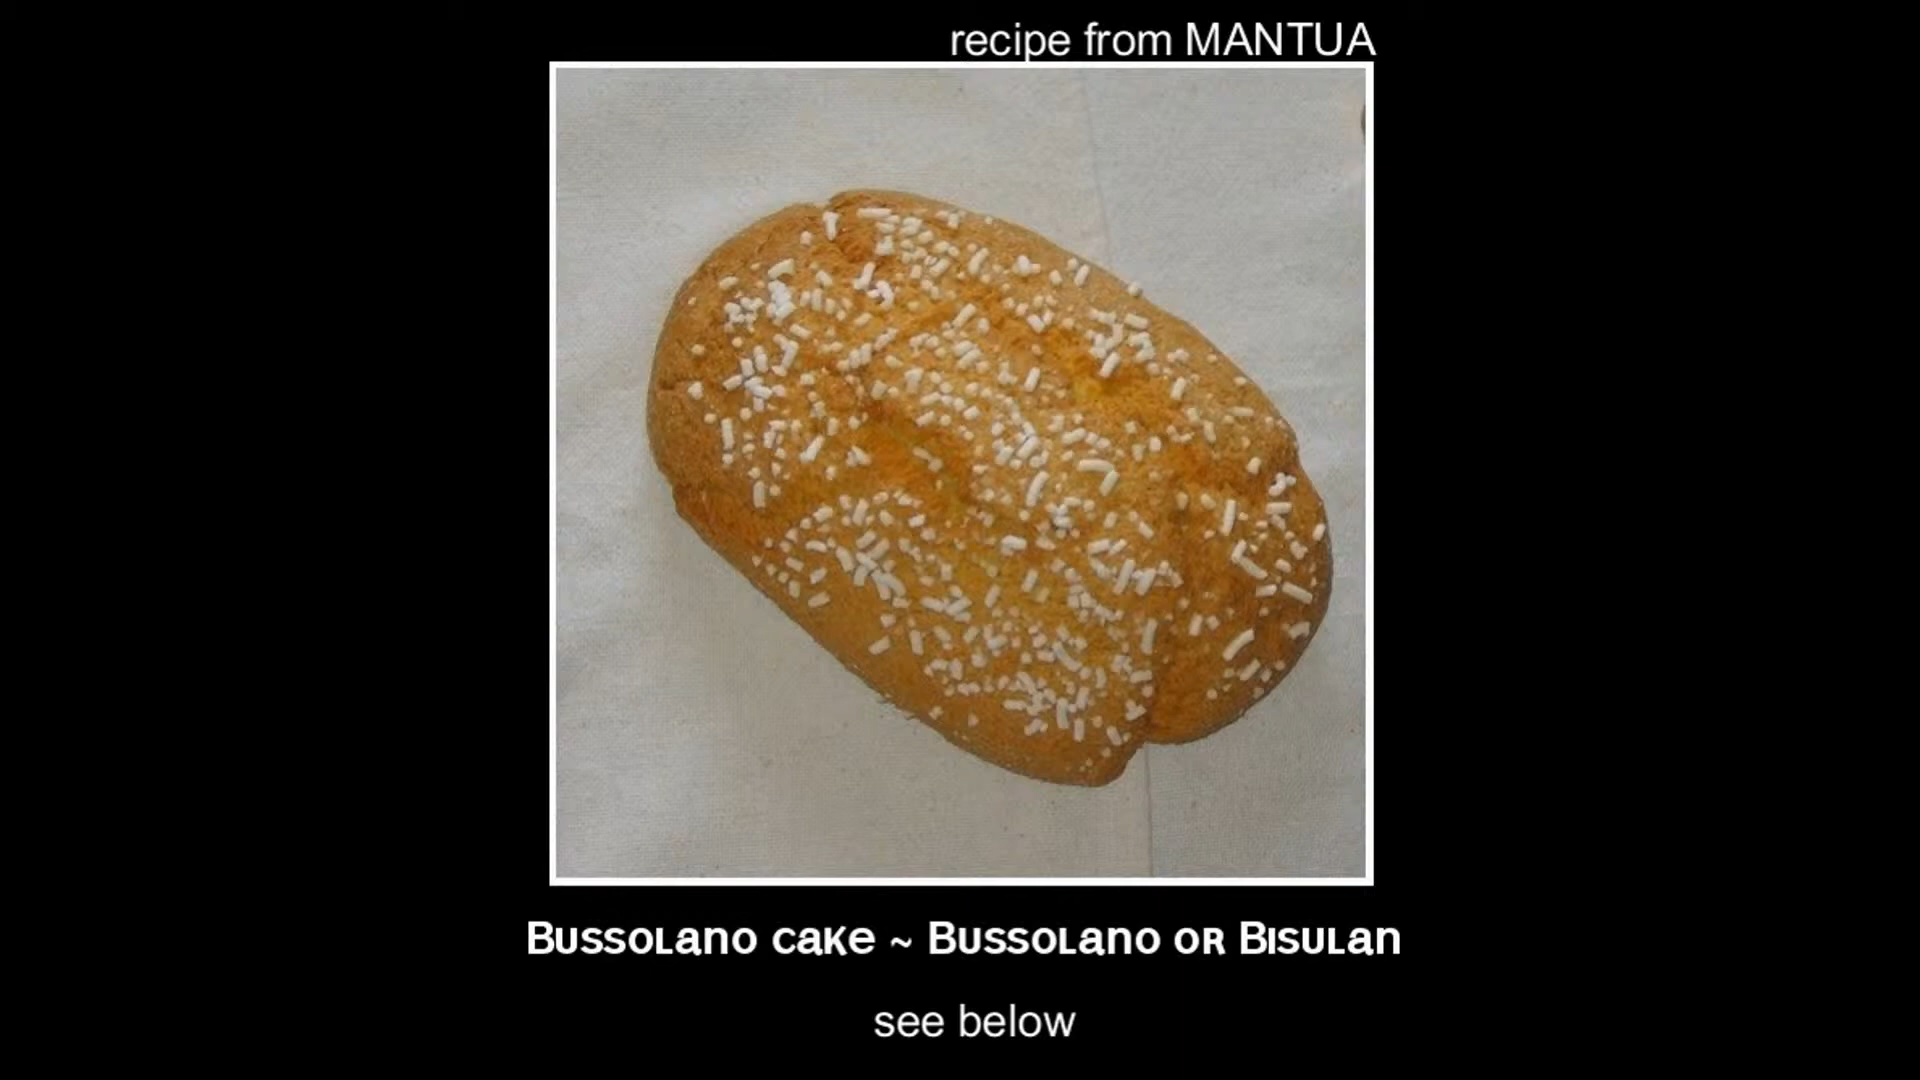 recipe from MANTUA
Bussolano cake ~ Bussolano or Bisulan
see below